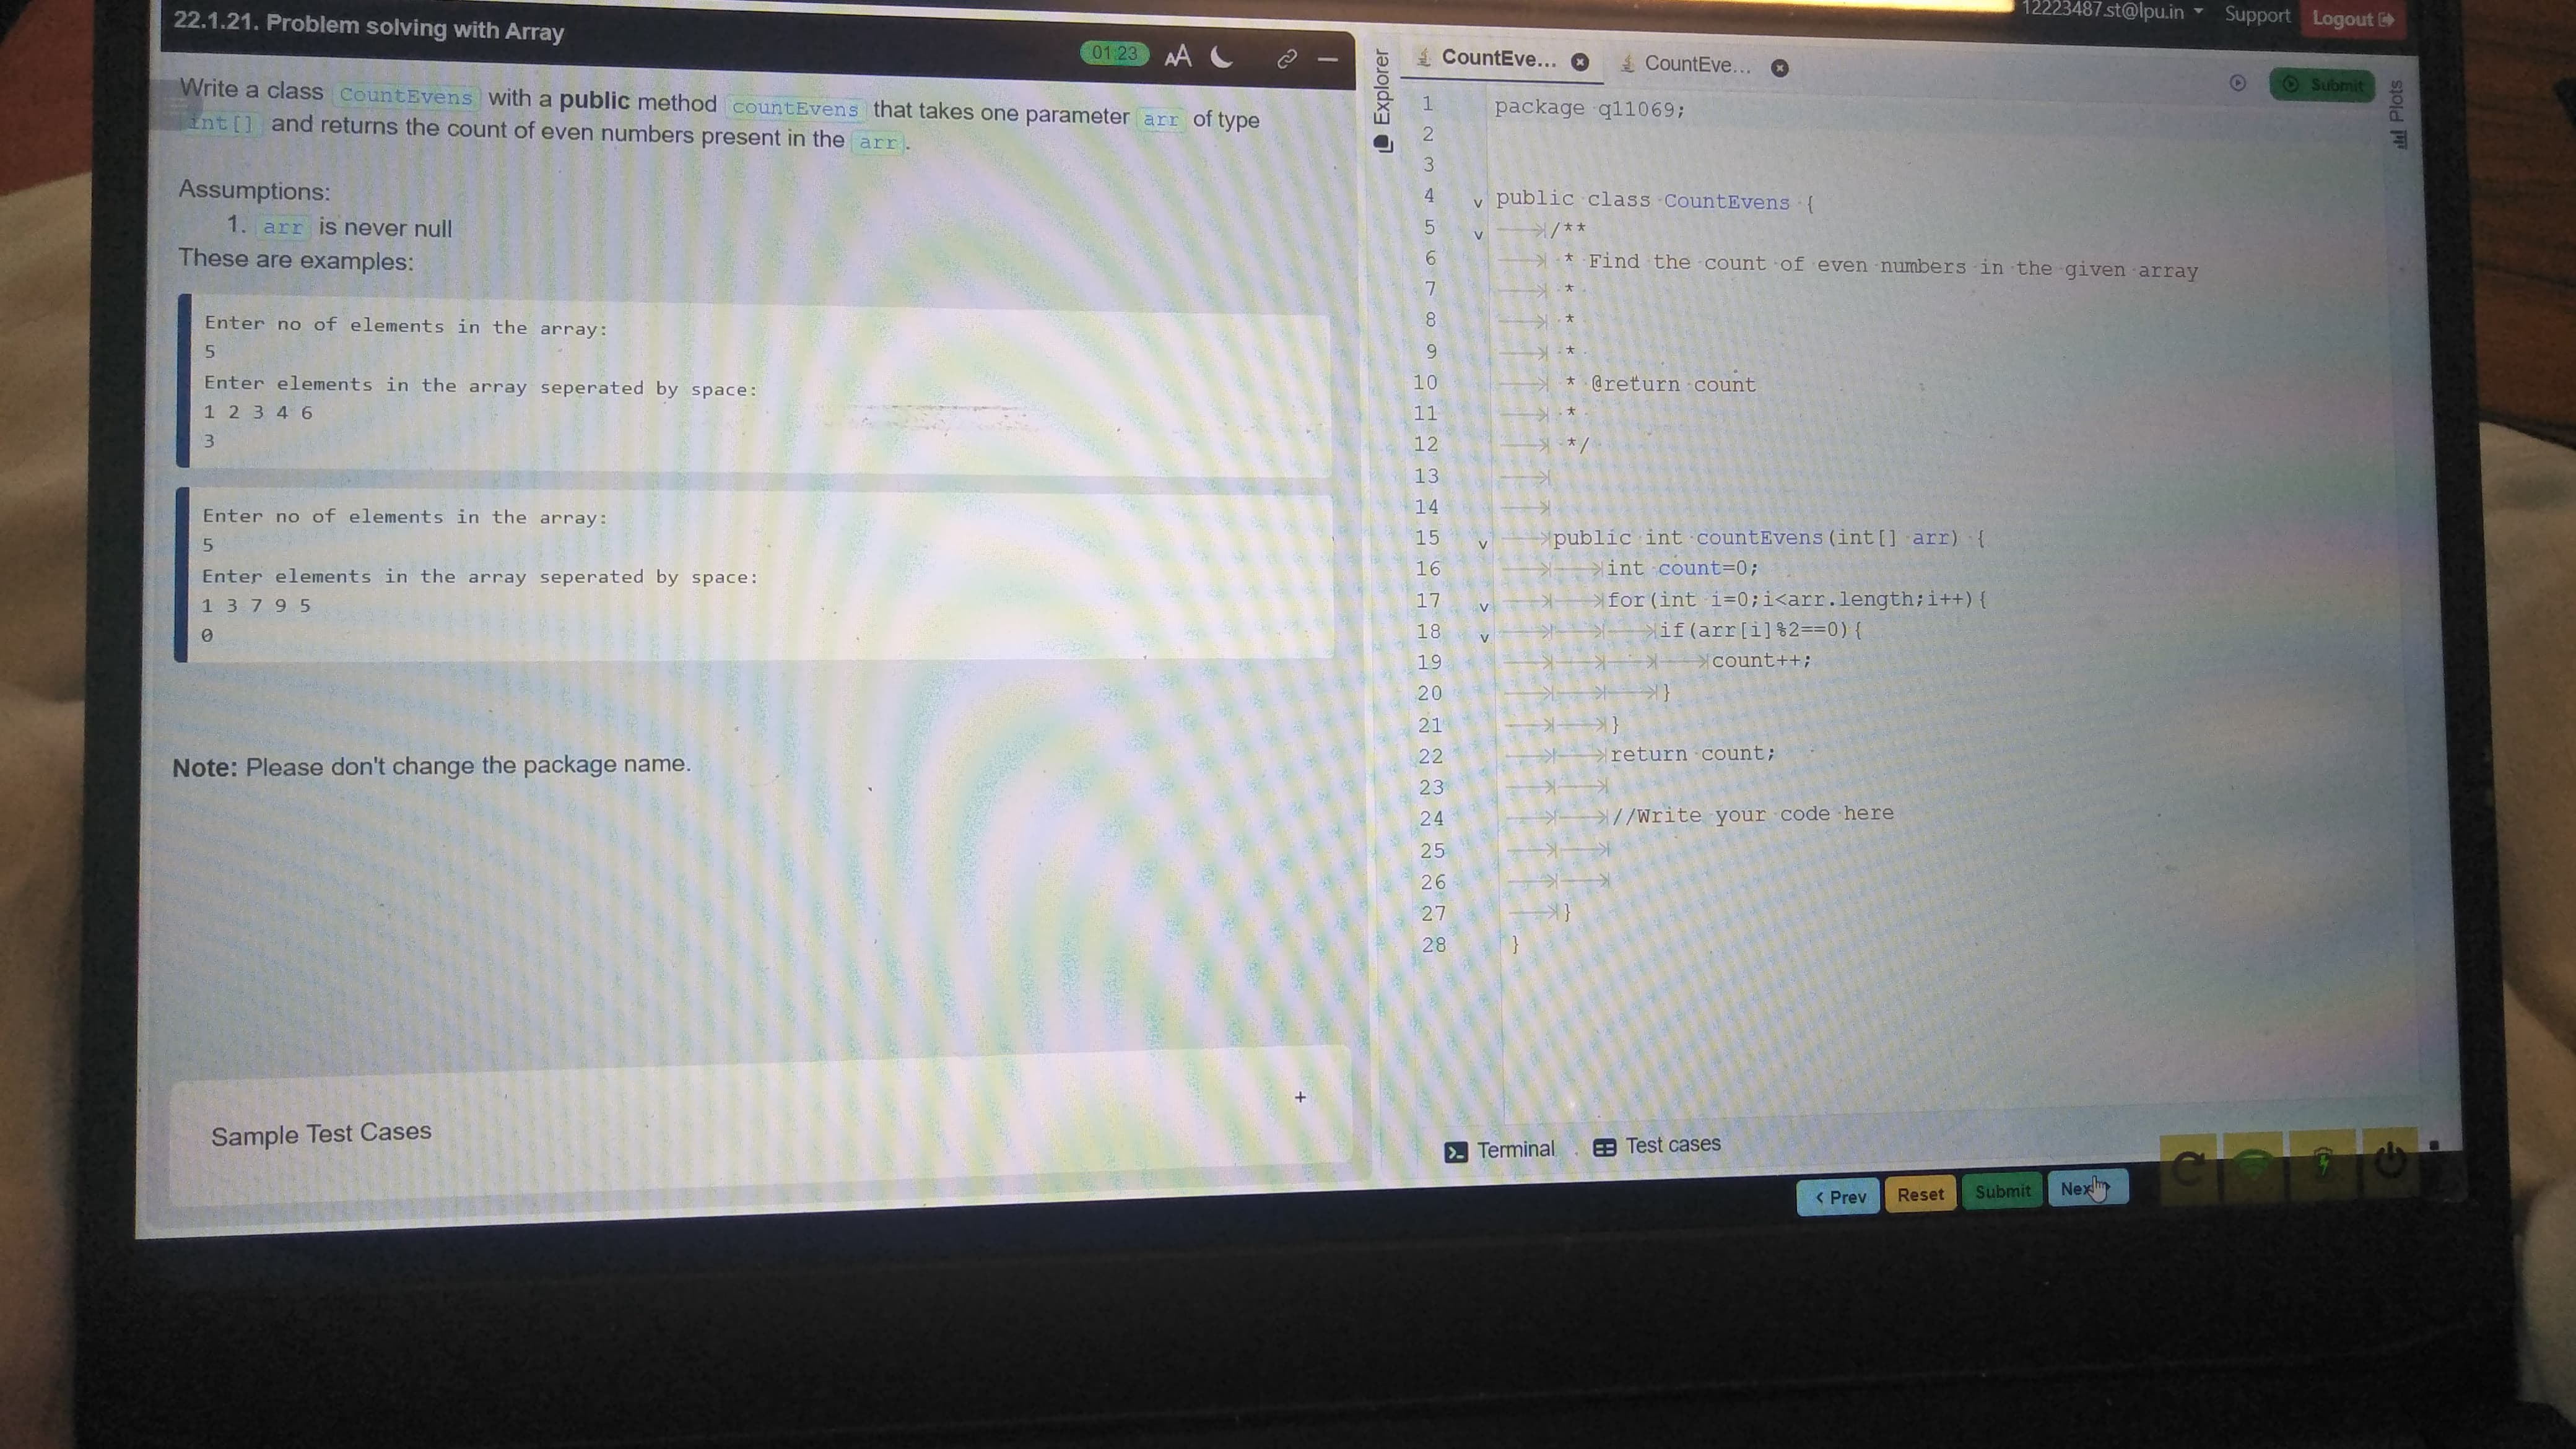 22.1.21. Problem solving with Array
01:23
Write a class CountEvens with a public method countEvens that takes one parameter arr of type
int[] and returns the count of even numbers present in the arr.
Assumptions:
1. arr is never null
These are examples:
Enter no of elements in the array:
5
Enter elements in the array seperated by space:
1 2 3 4 6
3
Enter no of elements in the array:
5
Enter elements in the array seperated by space:
1 3 7 9 5
0
Note: Please don't change the package name.
Sample Test Cases
+
12223487.st@lpu.in Support Logout
Explorer
CountEve... CountEve...
Submit
Plots
1 package q11069;
2
3
4 public class CountEvens {
5 /**
6 * Find the count of even numbers in the given array
7 *
8 *
9 *
10 * @return count
11 *
12 */
13
14
15 public int countEvens(int[] arr) {
16 int count=0;
17 for(int i=0;i<arr.length;i++){
18 if(arr[i]%2==0){
19 count++;
20 }
21 }
22 return count;
23
24 //Write your code here
25
26
27 }
28 }
Terminal Test cases
< Prev Reset Submit Nex